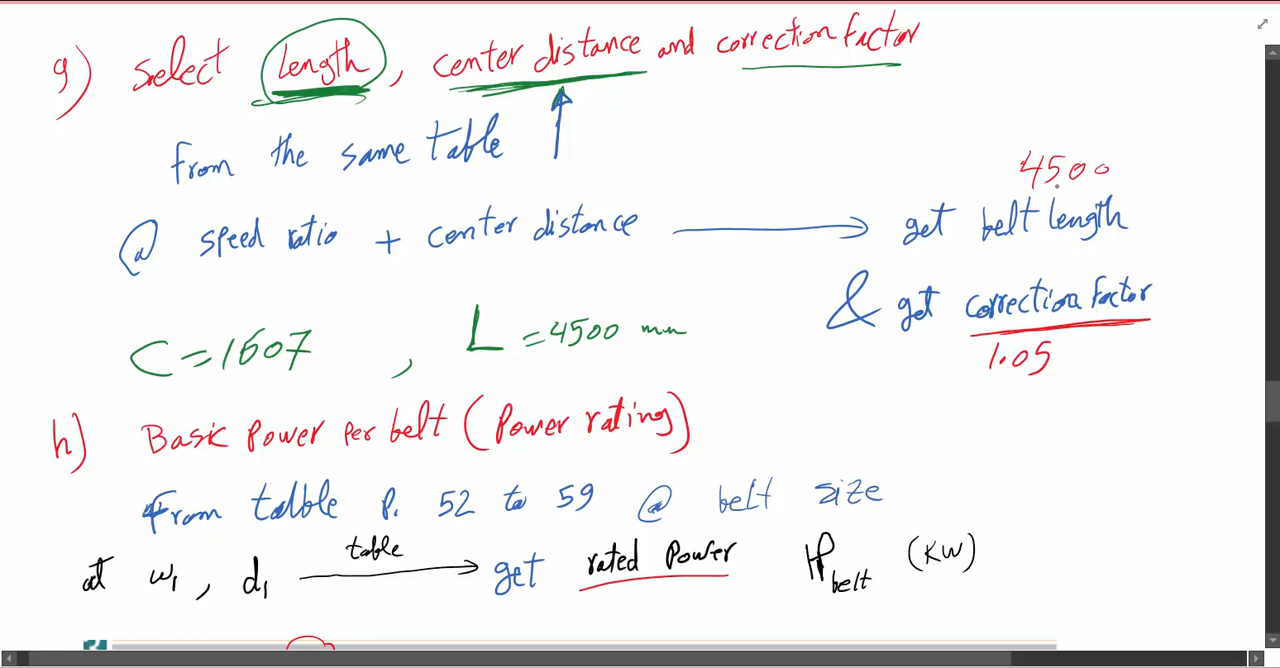 g) Select Length, center distance and correction factor
from the same table
4500
@ speed ratio + center distance get belt length
& get correction factor
1.05
C = 1607, L = 4500 mm
h) Basic Power Per belt (Power rating)
From table P. 52 to 59 @ belt size
at ω₁, d₁ table get rated Power HP belt (KW)